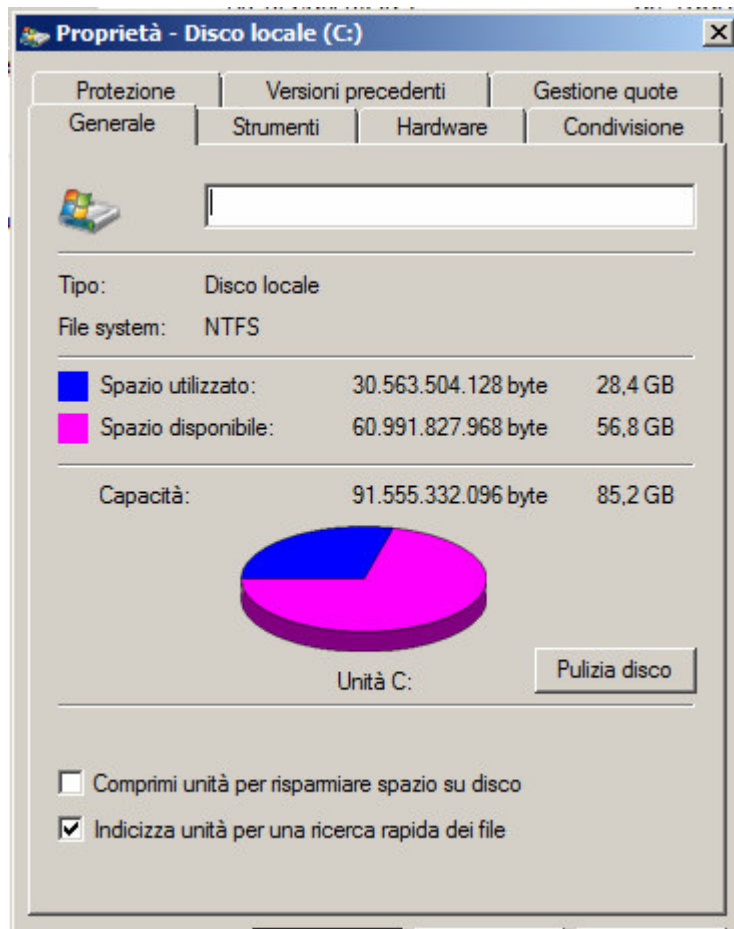 Proprietà - Disco locale (C:)
Protezione Versioni precedenti Gestione quote
Generale Strumenti Hardware Condivisione
Tipo: Disco locale
File system: NTFS
Spazio utilizzato: 30.563.504.128 byte 28,4 GB
Spazio disponibile: 60.991.827.968 byte 56,8 GB
Capacità: 91.555.332.096 byte 85,2 GB
Unità C:
Pulizia disco
Comprimi unità per risparmiare spazio su disco
Indicizza unità per una ricerca rapida dei file